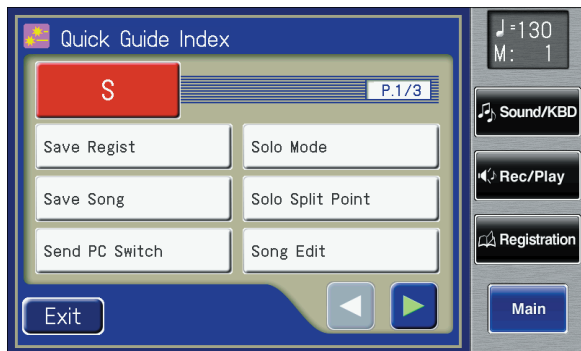 Quick Guide Index
S
P.1/3
Save Regist
Solo Mode
Save Song
Solo Split Point
Send PC Switch
Song Edit
Exit
♩=130
M: 1
Sound/KBD
Rec/Play
Registration
Main